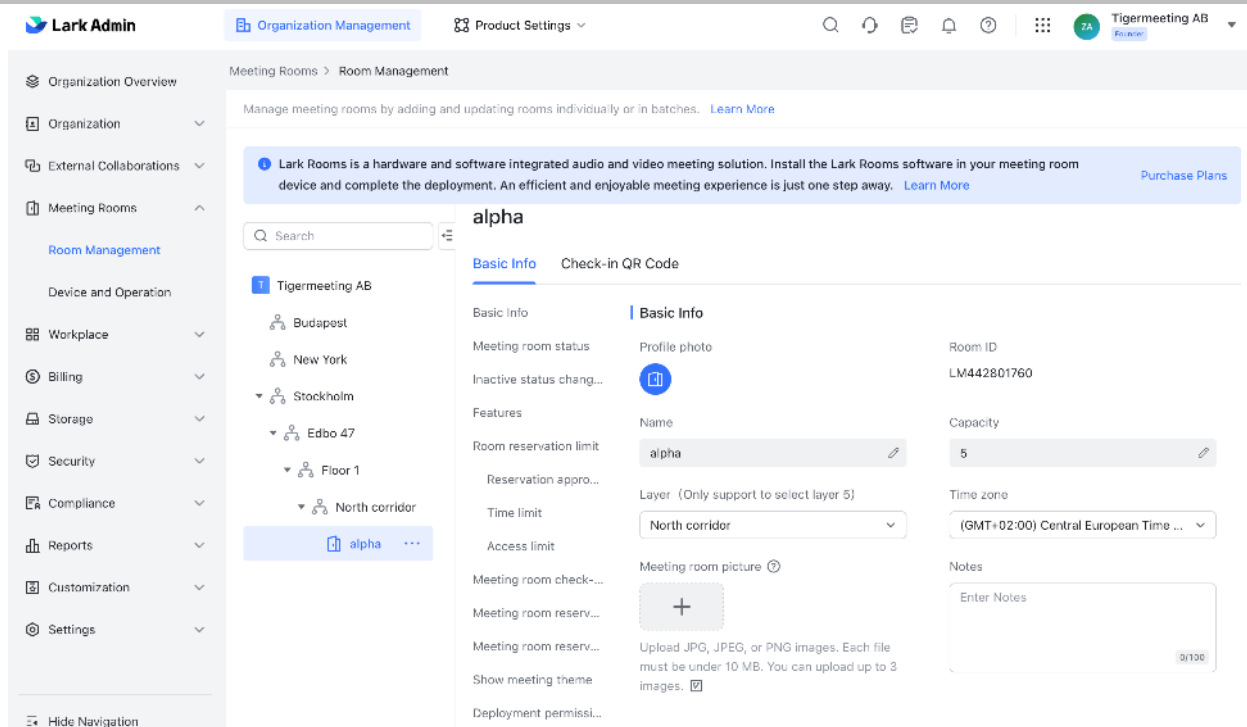 Lark Admin
Organization Management
Product Settings
ZA
Tigermeeting AB
Founder
Organization Overview
Organization
External Collaborations
Meeting Rooms
Room Management
Device and Operation
Workplace
Billing
Storage
Security
Compliance
Reports
Customization
Settings
Hide Navigation
Meeting Rooms > Room Management
Manage meeting rooms by adding and updating rooms individually or in batches. Learn More
Lark Rooms is a hardware and software integrated audio and video meeting solution. Install the Lark Rooms software in your meeting room
device and complete the deployment. An efficient and enjoyable meeting experience is just one step away. Learn More
Purchase Plans
Search
T Tigermeeting AB
Budapest
New York
Stockholm
Edbo 47
Floor 1
North corridor
alpha ···
alpha
Basic Info
Check-in QR Code
Basic Info
Meeting room status
Inactive status chang...
Features
Room reservation limit
Reservation appro...
Time limit
Access limit
Meeting room check-...
Meeting room reserv...
Meeting room reserv...
Show meeting theme
Deployment permissi...
Basic Info
Profile photo
Room ID
LM442801760
Name
alpha
Capacity
5
Layer (Only support to select layer 5)
North corridor
Time zone
(GMT+02:00) Central European Time ...
Meeting room picture
Upload JPG, JPEG, or PNG images. Each file
must be under 10 MB. You can upload up to 3
images.
Notes
Enter Notes
0/100